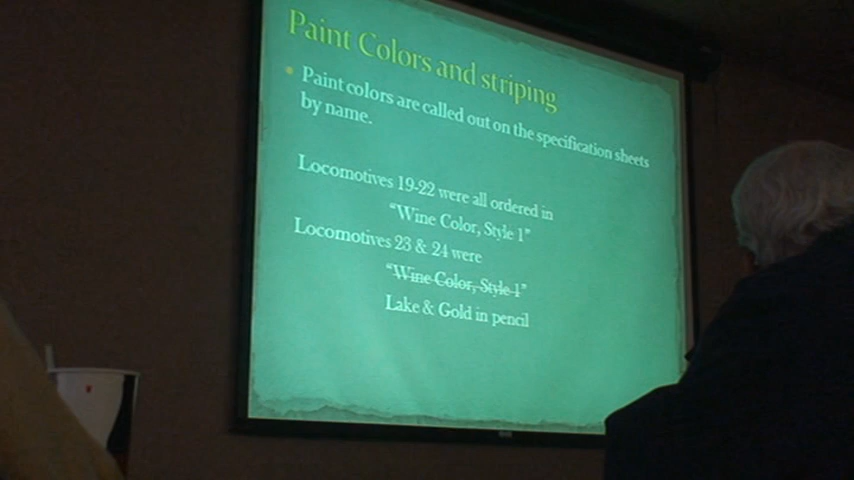 Paint Colors and striping
Paint colors are called out on the specification sheets
by name.
Locomotives 19-22 were all ordered in
“Wine Color, Style 1”
Locomotives 23 & 24 were
“Wine Color, Style 1”
Lake & Gold in pencil